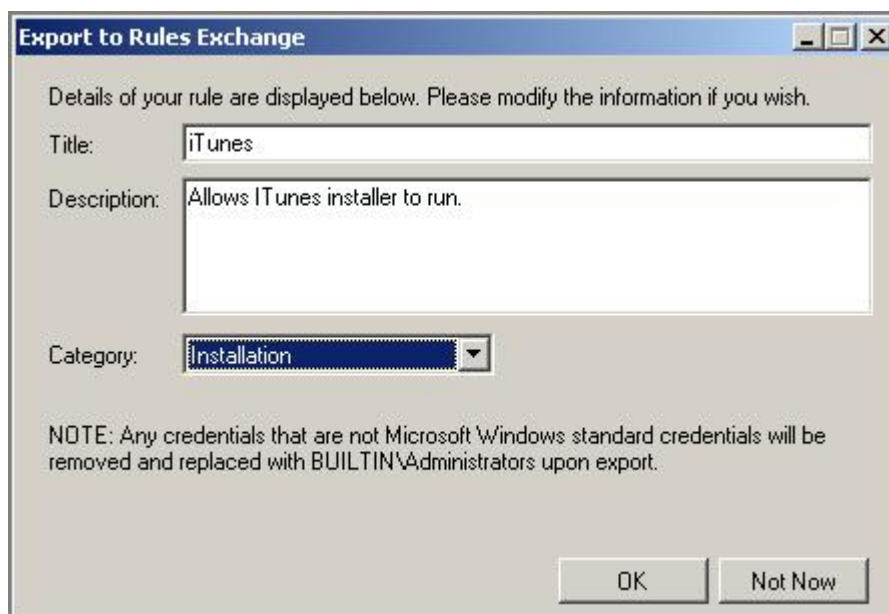 Export to Rules Exchange
Details of your rule are displayed below. Please modify the information if you wish.
Title: iTunes
Description: Allows ITunes installer to run.
Category: Installation
NOTE: Any credentials that are not Microsoft Windows standard credentials will be
removed and replaced with BUILTIN\Administrators upon export.
OK Not Now